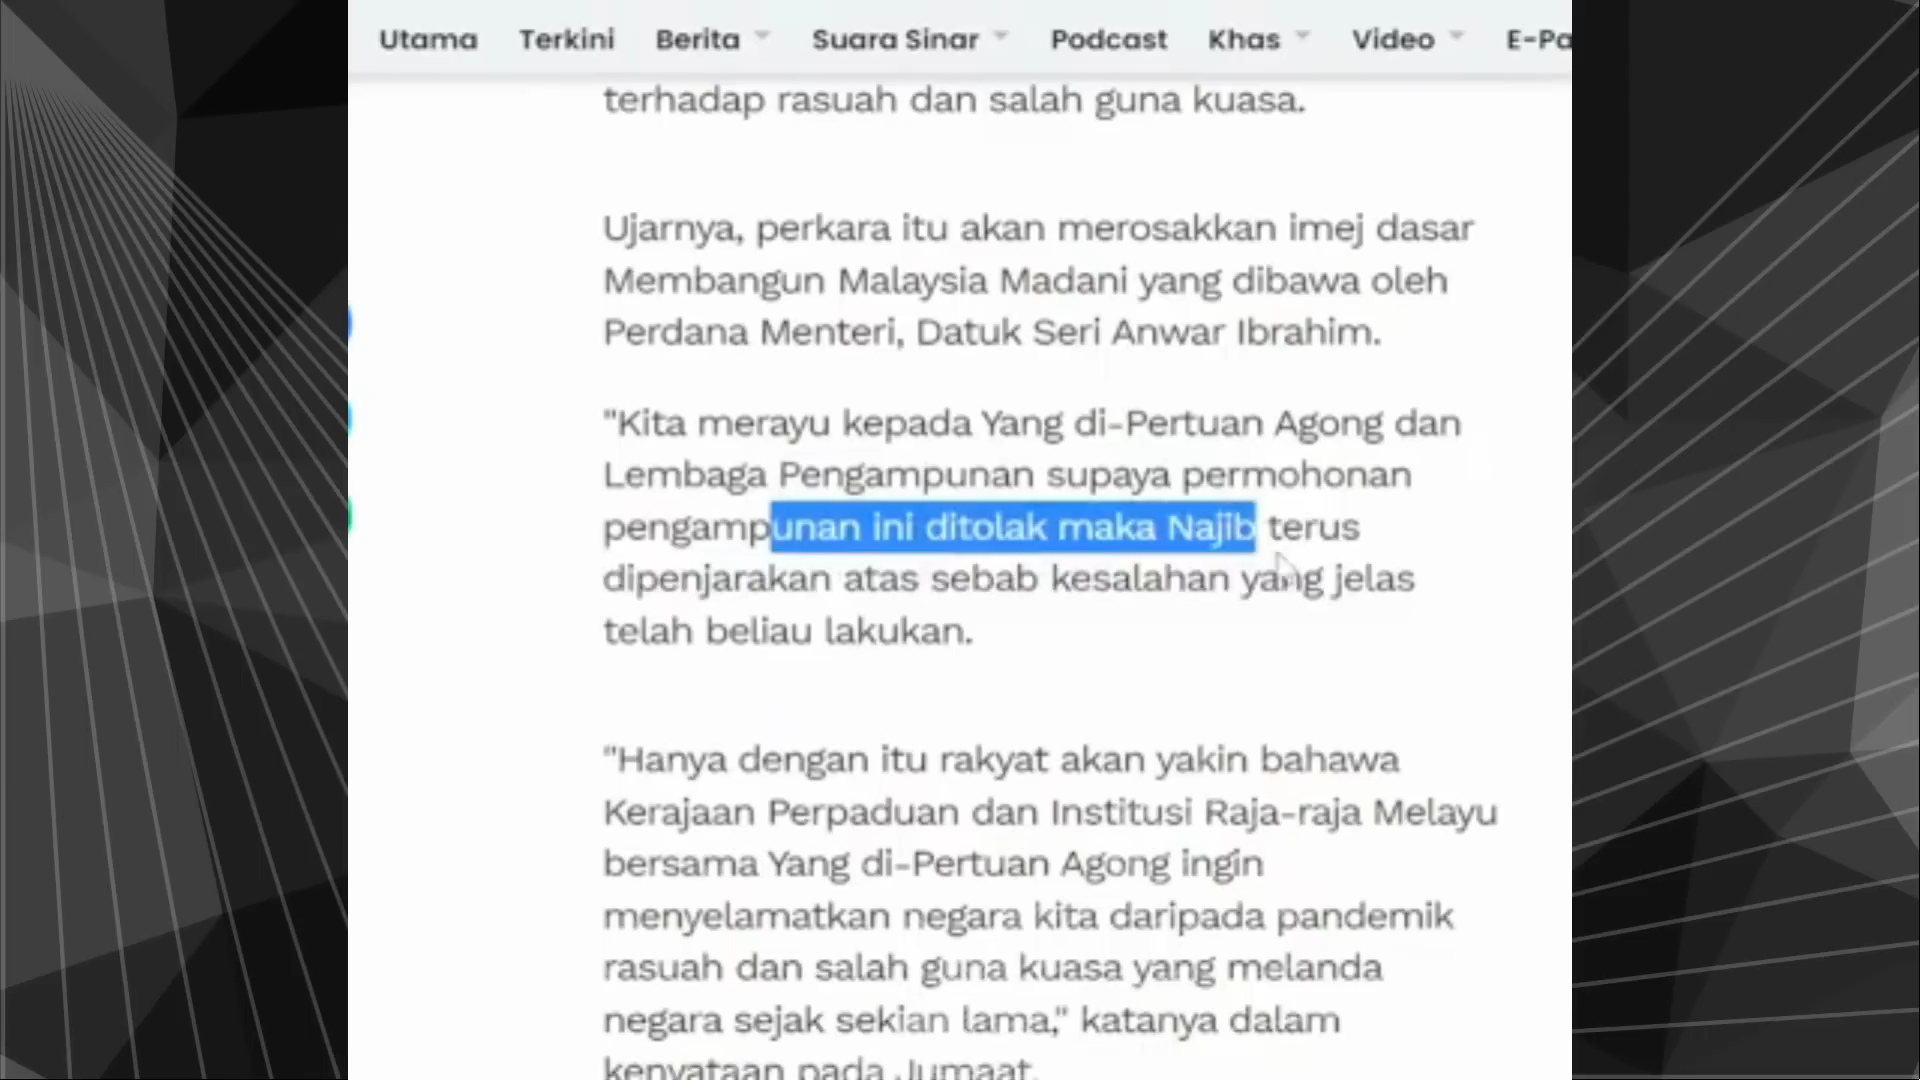 Utama Terkini Berita Suara Sinar Podcast Khas Video E-Pa
terhadap rasuah dan salah guna kuasa.
Ujarnya, perkara itu akan merosakkan imej dasar
Membangun Malaysia Madani yang dibawa oleh
Perdana Menteri, Datuk Seri Anwar Ibrahim.
"Kita merayu kepada Yang di-Pertuan Agong dan
Lembaga Pengampunan supaya permohonan
pengampunan ini ditolak maka Najib terus
dipenjarakan atas sebab kesalahan yang jelas
telah beliau lakukan.
"Hanya dengan itu rakyat akan yakin bahawa
Kerajaan Perpaduan dan Institusi Raja-raja Melayu
bersama Yang di-Pertuan Agong ingin
menyelamatkan negara kita daripada pandemik
rasuah dan salah guna kuasa yang melanda
negara sejak sekian lama," katanya dalam
kenyataan pada Jumaat.